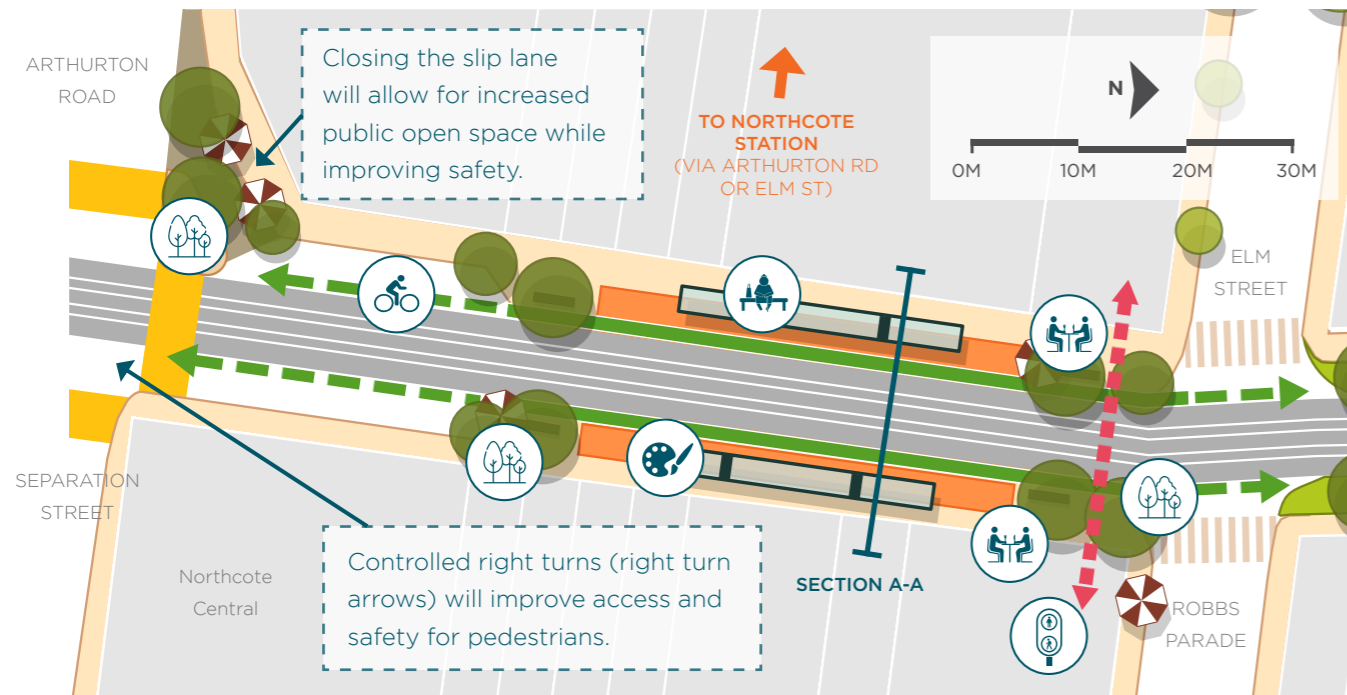 ARTHURTON
ROAD
Closing the slip lane
will allow for increased
public open space while
improving safety.
TO NORTHCOTE
STATION
(VIA ARTHURTON RD
OR ELM ST)
N
0M 10M 20M 30M
ELM
STREET
SEPARATION
STREET
Northcote
Central
Controlled right turns (right turn
arrows) will improve access and
safety for pedestrians.
SECTION A-A
ROBBS
PARADE